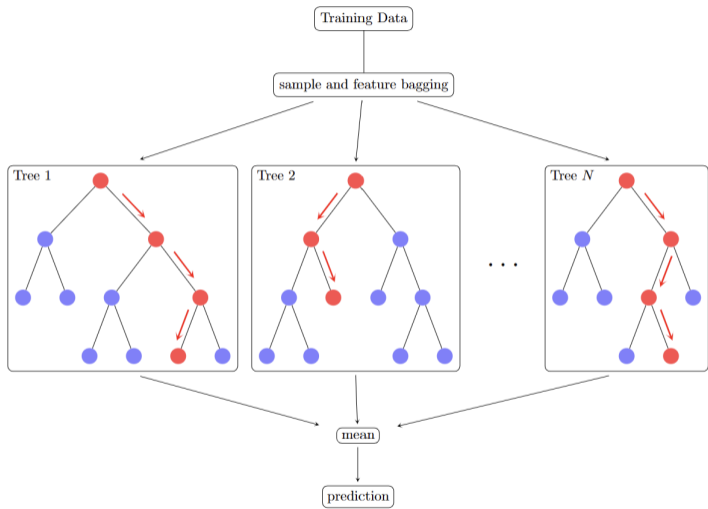 Training Data
sample and feature bagging
Tree 1
Tree 2
Tree N
. . .
mean
prediction